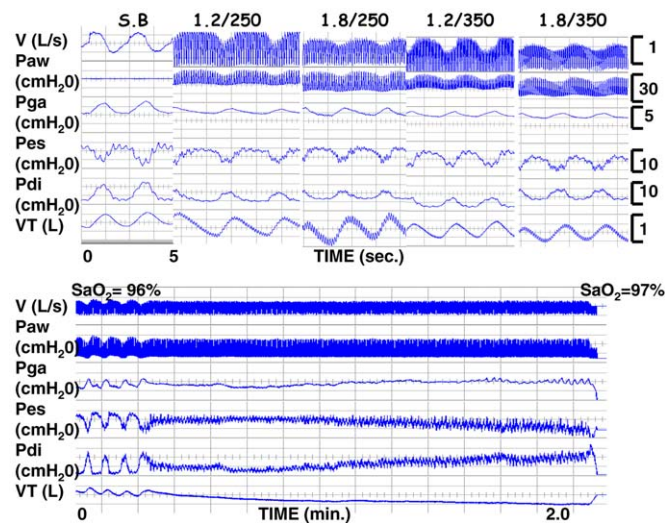 S.B 1.2/250 1.8/250 1.2/350 1.8/350
V (L/s)
1
Paw
(cmH20)
30
Pga
(cmH20)
5
Pes
(cmH20)
10
Pdi
(cmH20)
10
VT (L)
1
0 5 TIME (sec.)
SaO2= 96% SaO2=97%
V (L/s)
Paw
(cmH20)
Pga
(cmH20)
Pes
(cmH20)
Pdi
(cmH20)
VT (L)
0 TIME (min.) 2.0